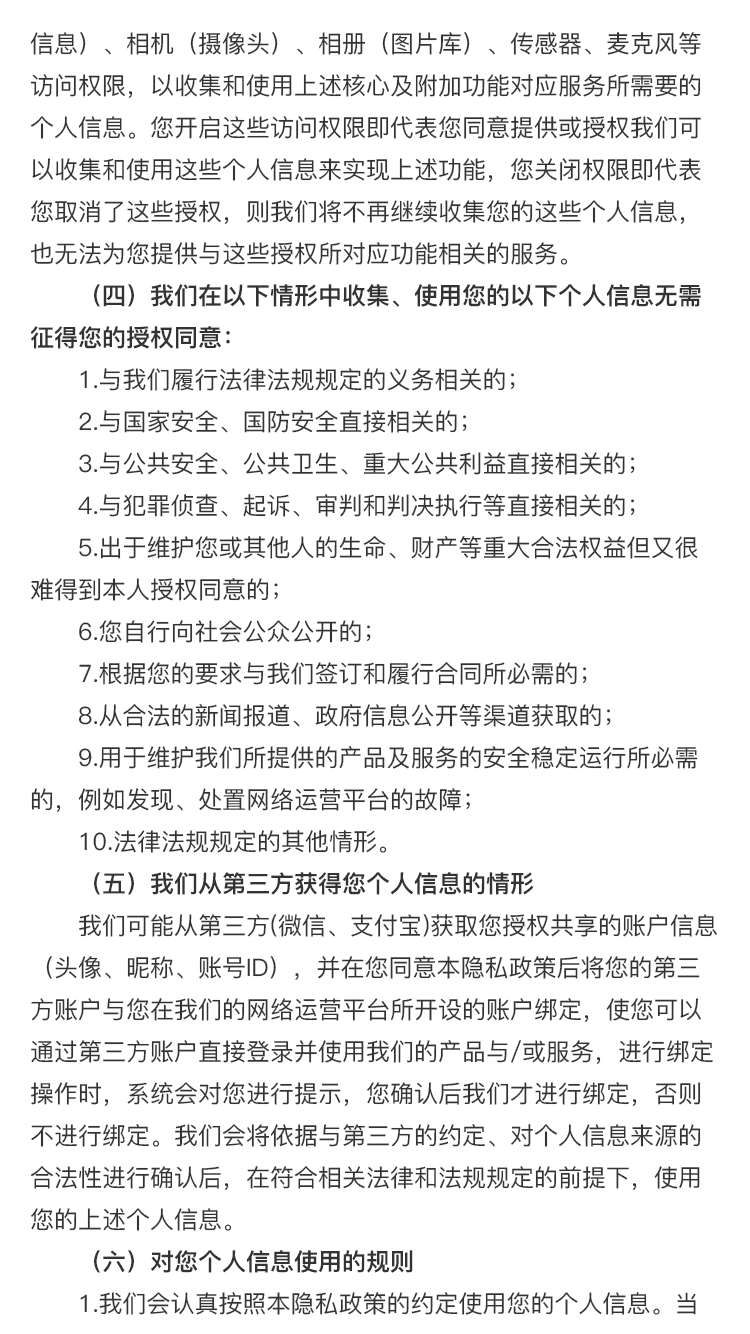 信息）、相机（摄像头）、相册（图片库）、传感器、麦克风等
访问权限，以收集和使用上述核心及附加功能对应服务所需要的
个人信息。您开启这些访问权限即代表您同意提供或授权我们可
以收集和使用这些个人信息来实现上述功能，您关闭权限即代表
您取消了这些授权，则我们将不再继续收集您的这些个人信息，
也无法为您提供与这些授权所对应功能相关的服务。
（四）我们在以下情形中收集、使用您的以下个人信息无需
征得您的授权同意：
1.与我们履行法律法规规定的义务相关的；
2.与国家安全、国防安全直接相关的；
3.与公共安全、公共卫生、重大公共利益直接相关的；
4.与犯罪侦查、起诉、审判和判决执行等直接相关的；
5.出于维护您或其他人的生命、财产等重大合法权益但又很
难得到本人授权同意的；
6.您自行向社会公众公开的；
7.根据您的要求与我们签订和履行合同所必需的；
8.从合法的新闻报道、政府信息公开等渠道获取的；
9.用于维护我们所提供的产品及服务的安全稳定运行所必需
的，例如发现、处置网络运营平台的故障；
10.法律法规规定的其他情形。
（五）我们从第三方获得您个人信息的情形
我们可能从第三方(微信、支付宝)获取您授权共享的账户信息
（头像、昵称、账号ID），并在您同意本隐私政策后将您的第三
方账户与您在我们的网络运营平台所开设的账户绑定，使您可以
通过第三方账户直接登录并使用我们的产品与/或服务，进行绑定
操作时，系统会对您进行提示，您确认后我们才进行绑定，否则
不进行绑定。我们会将依据与第三方的约定、对个人信息来源的
合法性进行确认后，在符合相关法律和法规规定的前提下，使用
您的上述个人信息。
（六）对您个人信息使用的规则
1.我们会认真按照本隐私政策的约定使用您的个人信息。当